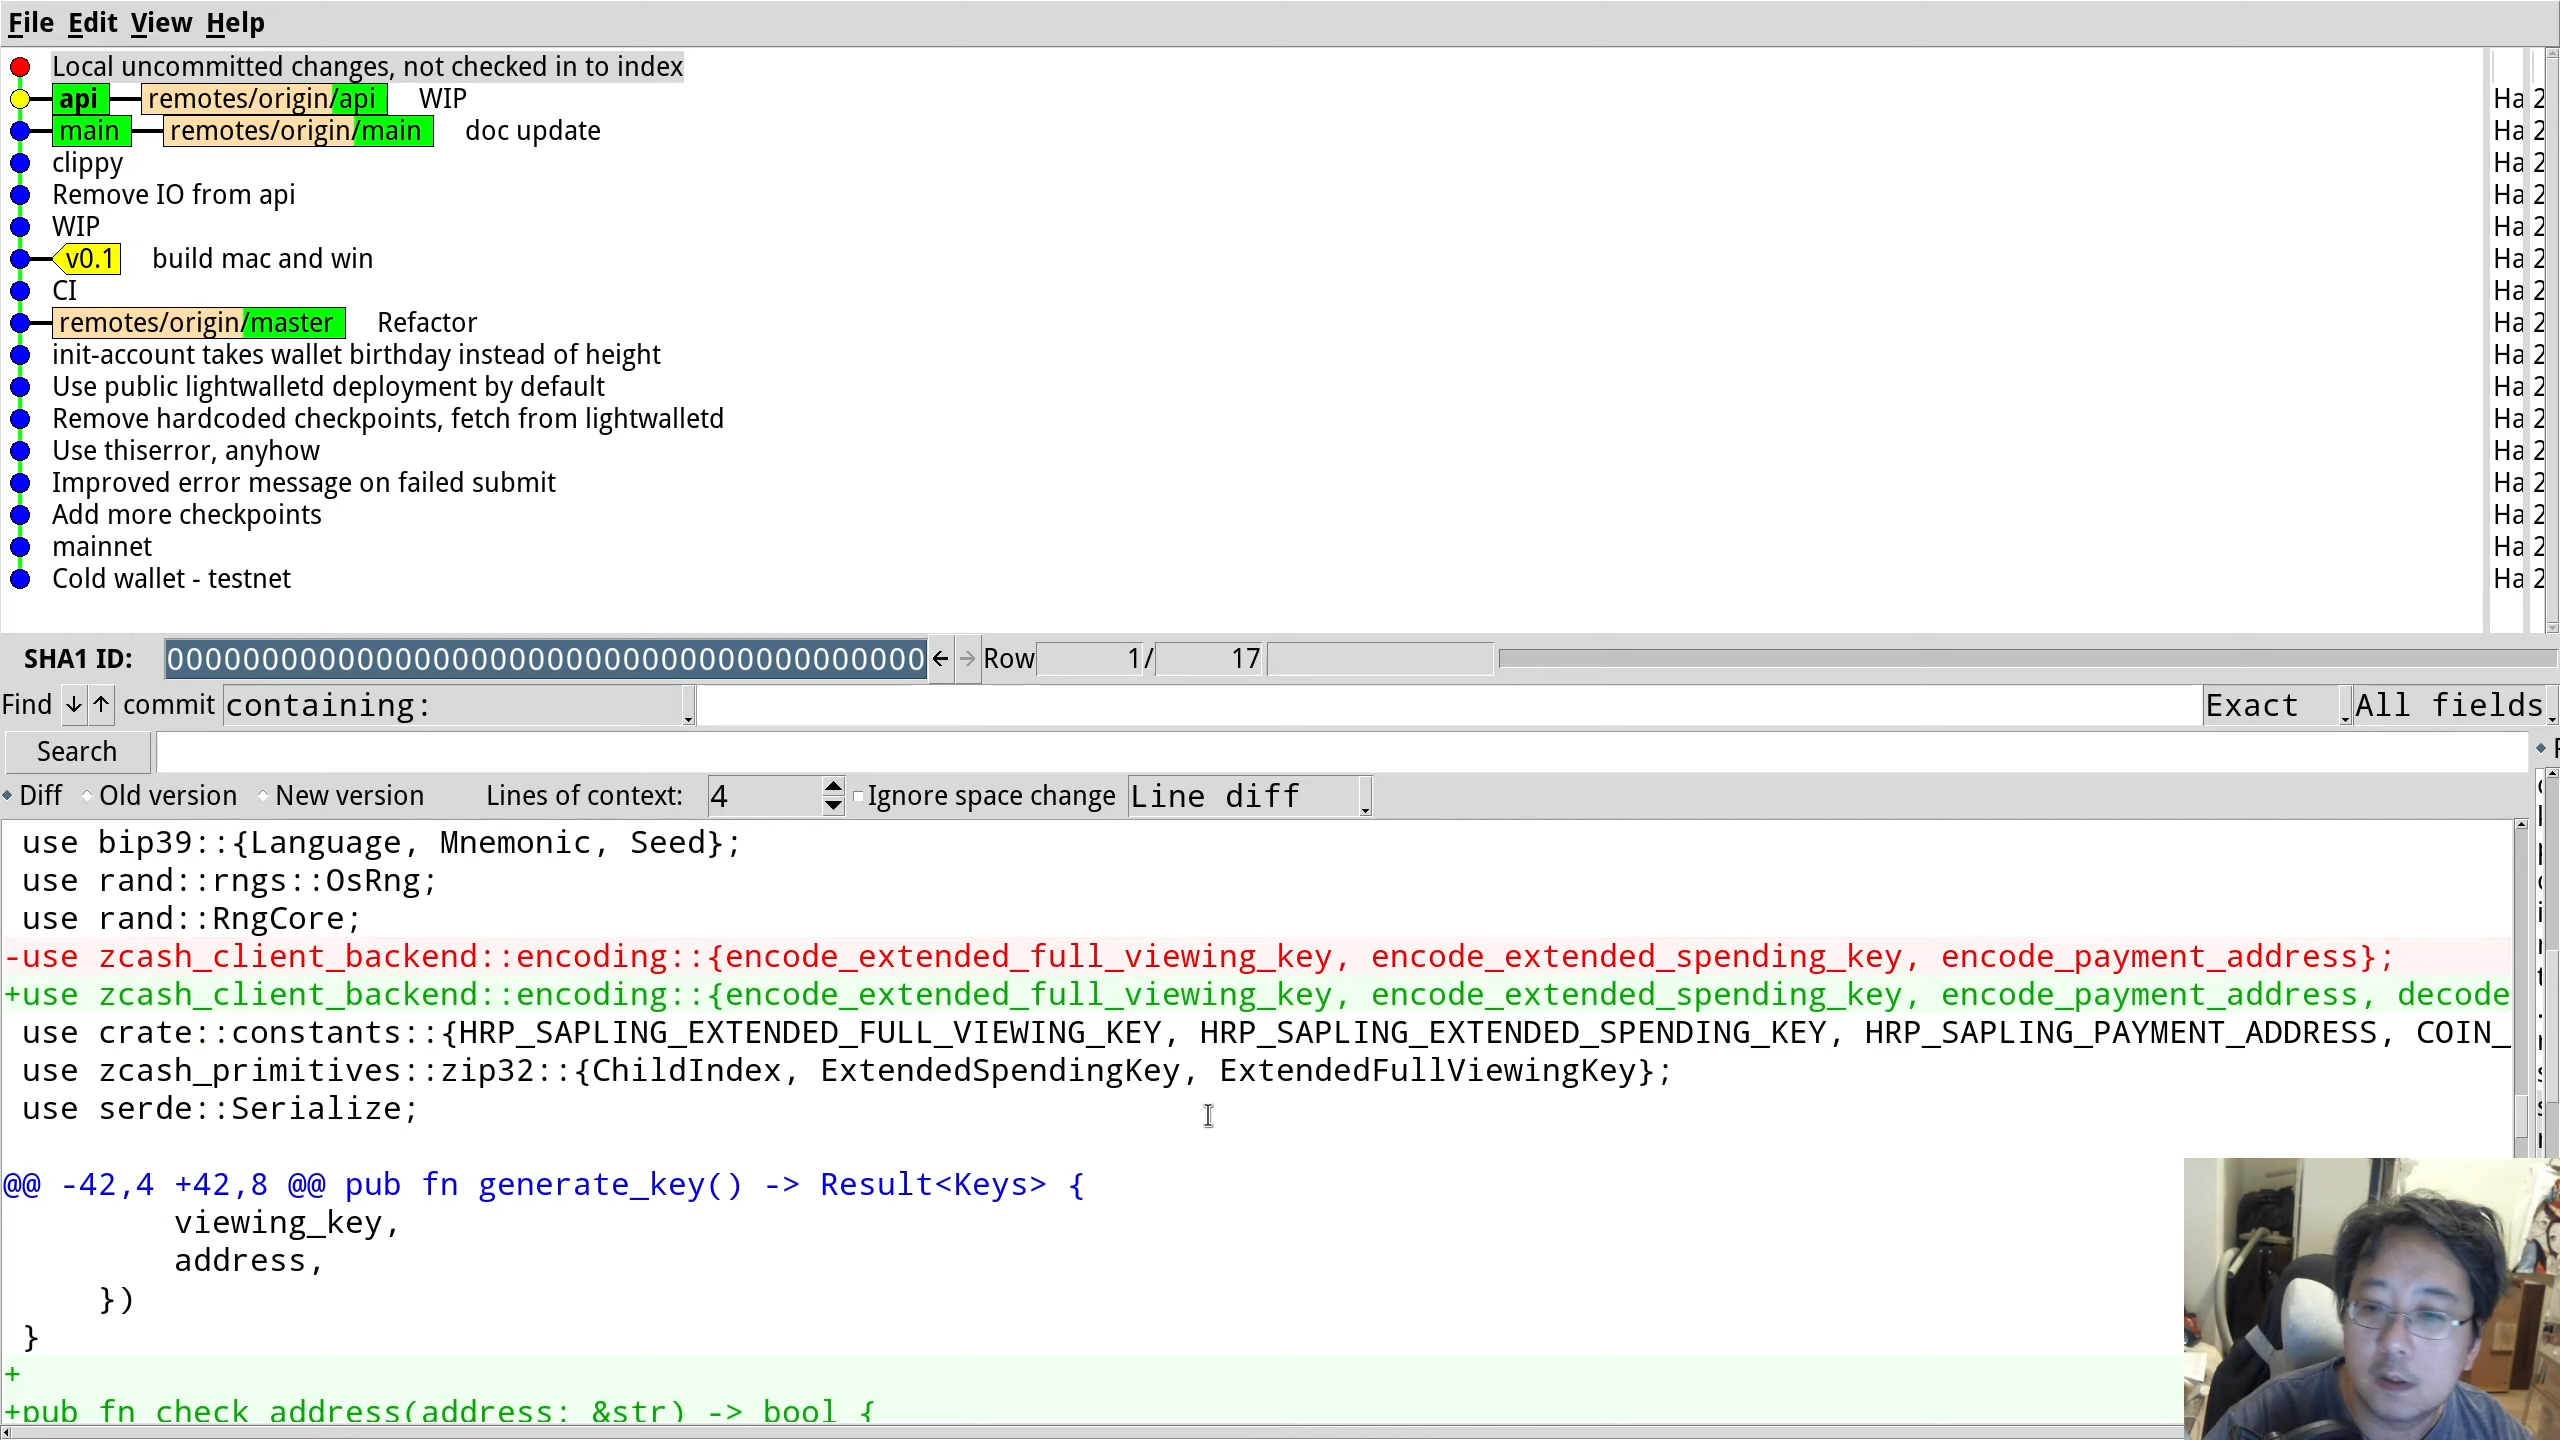 File Edit View Help
Local uncommitted changes, not checked in to index
api remotes/origin/api WIP Ha 2
main remotes/origin/main doc update Ha 2
clippy Ha 2
Remove IO from api Ha 2
WIP Ha 2
v0.1 build mac and win Ha 2
CI Ha 2
remotes/origin/master Refactor Ha 2
init-account takes wallet birthday instead of height Ha 2
Use public lightwalletd deployment by default Ha 2
Remove hardcoded checkpoints, fetch from lightwalletd Ha 2
Use thiserror, anyhow Ha 2
Improved error message on failed submit Ha 2
Add more checkpoints Ha 2
mainnet Ha 2
Cold wallet - testnet Ha 2
SHA1 ID: 0000000000000000000000000000000000000000 Row 1/ 17
Find commit containing: Exact All fields
Search
Diff Old version New version Lines of context: 4 Ignore space change Line diff
use bip39::{Language, Mnemonic, Seed};
use rand::rngs::OsRng;
use rand::RngCore;
-use zcash_client_backend::encoding::{encode_extended_full_viewing_key, encode_extended_spending_key, encode_payment_address};
+use zcash_client_backend::encoding::{encode_extended_full_viewing_key, encode_extended_spending_key, encode_payment_address, decode
use crate::constants::{HRP_SAPLING_EXTENDED_FULL_VIEWING_KEY, HRP_SAPLING_EXTENDED_SPENDING_KEY, HRP_SAPLING_PAYMENT_ADDRESS, COIN_
use zcash_primitives::zip32::{ChildIndex, ExtendedSpendingKey, ExtendedFullViewingKey};
use serde::Serialize;
@@ -42,4 +42,8 @@ pub fn generate_key() -> Result<Keys> {
viewing_key,
address,
})
}
+
+pub fn check_address(address: &str) -> bool {